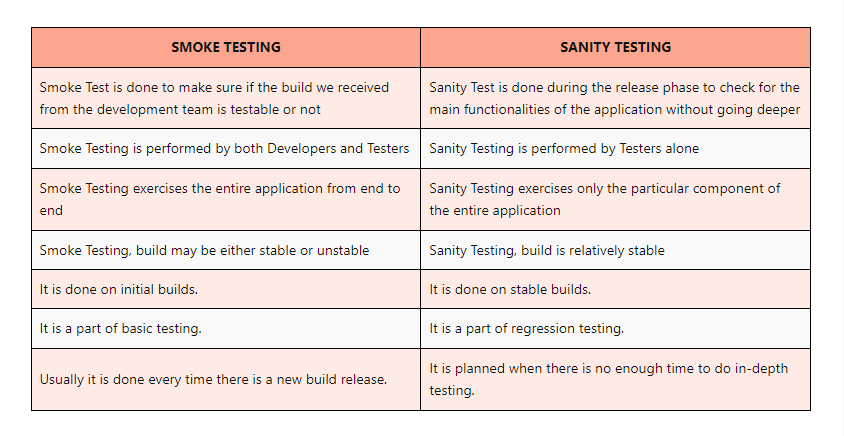 SMOKE TESTING
SANITY TESTING
Smoke Test is done to make sure if the build we received
from the development team is testable or not
Sanity Test is done during the release phase to check for the
main functionalities of the application without going deeper
Smoke Testing is performed by both Developers and Testers
Sanity Testing is performed by Testers alone
Smoke Testing exercises the entire application from end to
end
Sanity Testing exercises only the particular component of
the entire application
Smoke Testing, build may be either stable or unstable
Sanity Testing, build is relatively stable
It is done on initial builds.
It is done on stable builds.
It is a part of basic testing.
It is a part of regression testing.
Usually it is done every time there is a new build release.
It is planned when there is no enough time to do in-depth
testing.